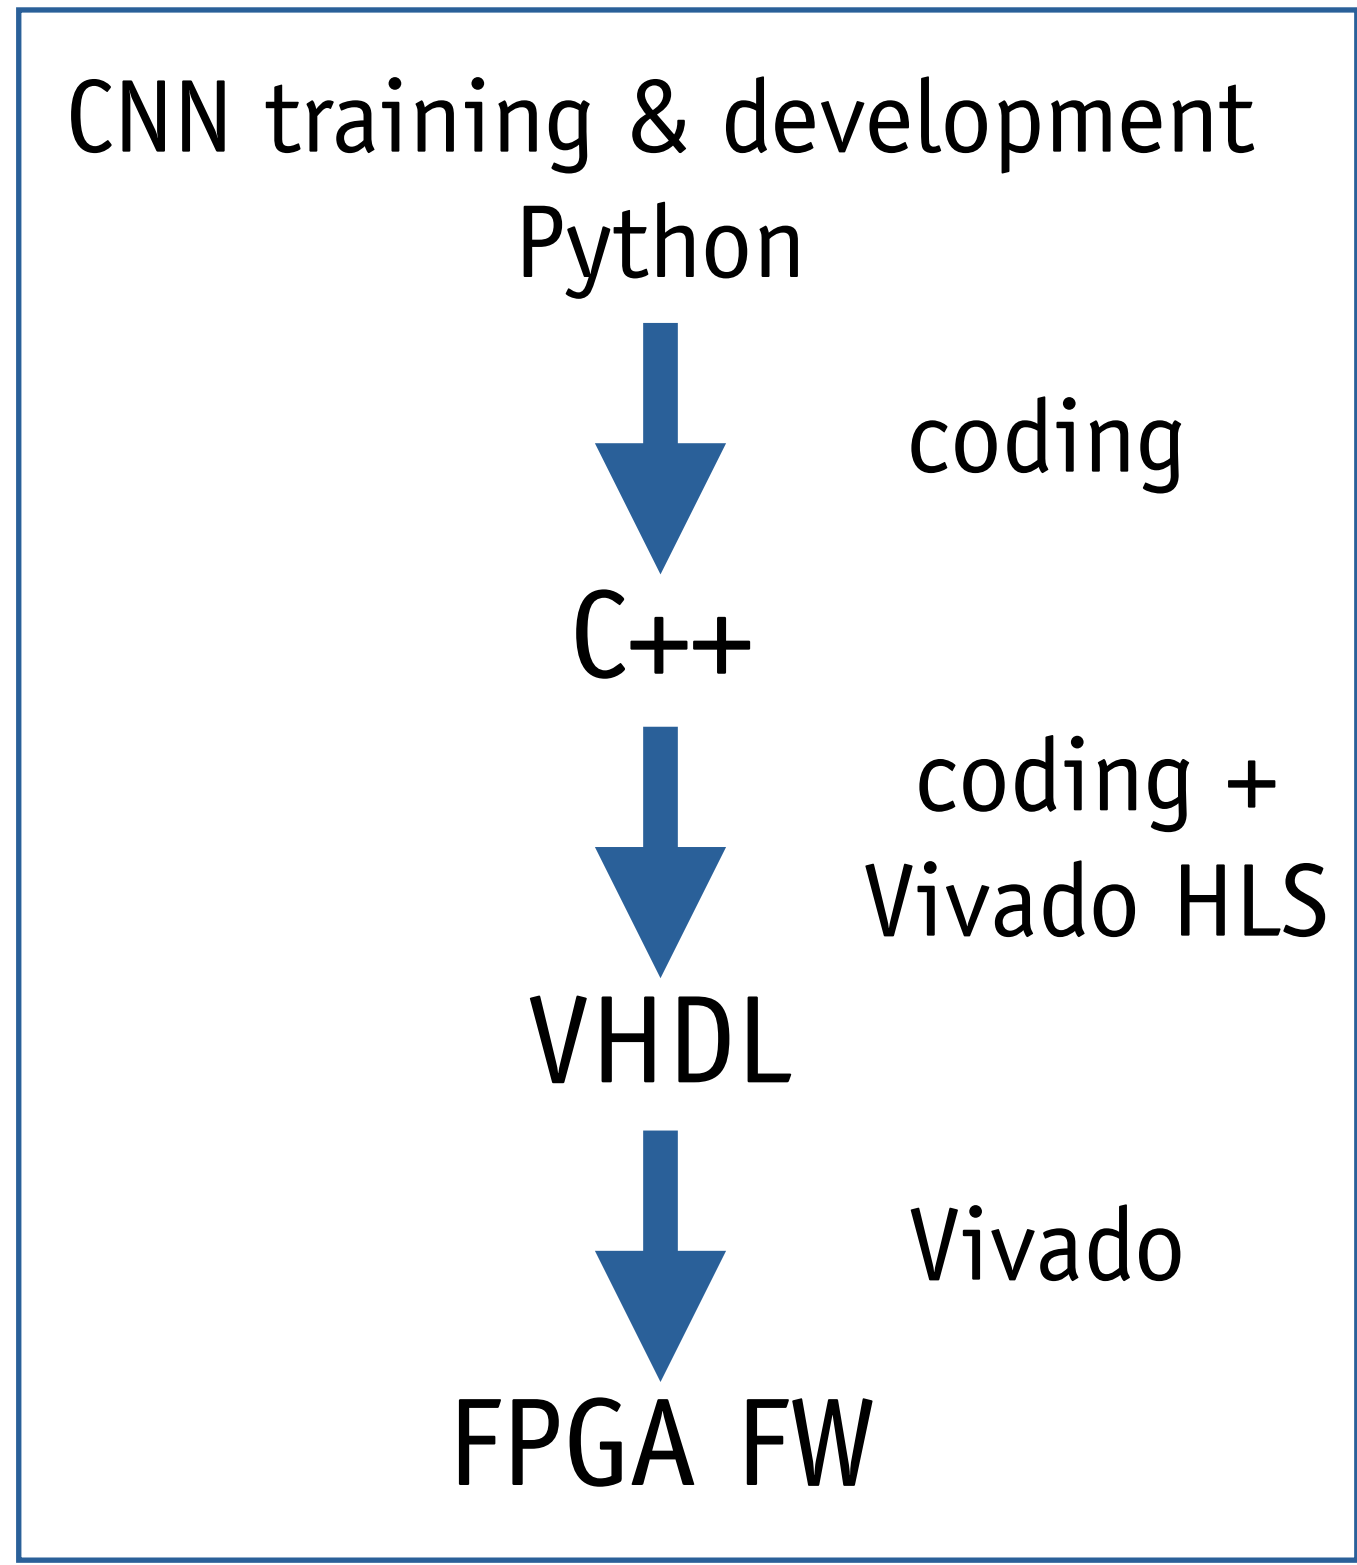 CNN training & development
Python
coding
C++
coding +
Vivado HLS
VHDL
Vivado
FPGA FW